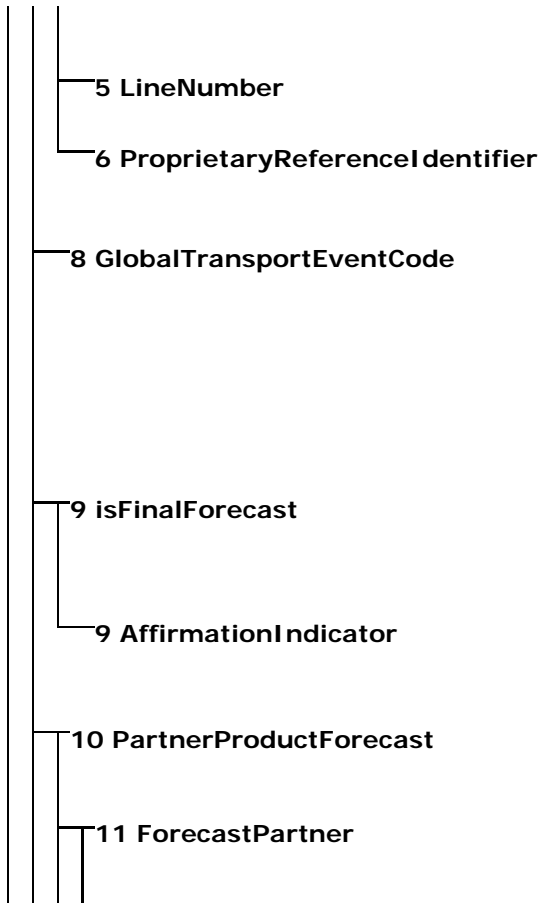 5 LineNumber
6 ProprietaryReferenceIdentifier
8 GlobalTransportEventCode
9 isFinalForecast
9 AffirmationIndicator
10 PartnerProductForecast
11 ForecastPartner